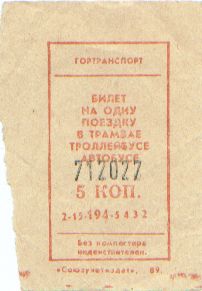 ГОРТРАНСПОРТ
БИЛЕТ
НА ОДНУ
ПОЕЗДКУ
В ТРАМВАЕ
ТРОЛЛЕЙБУСЕ
АВТОБУСЕ
712027
5 КОП.
2-15-194-5432
Без компостера
недействителен.
«Союзучетиздат», 89.